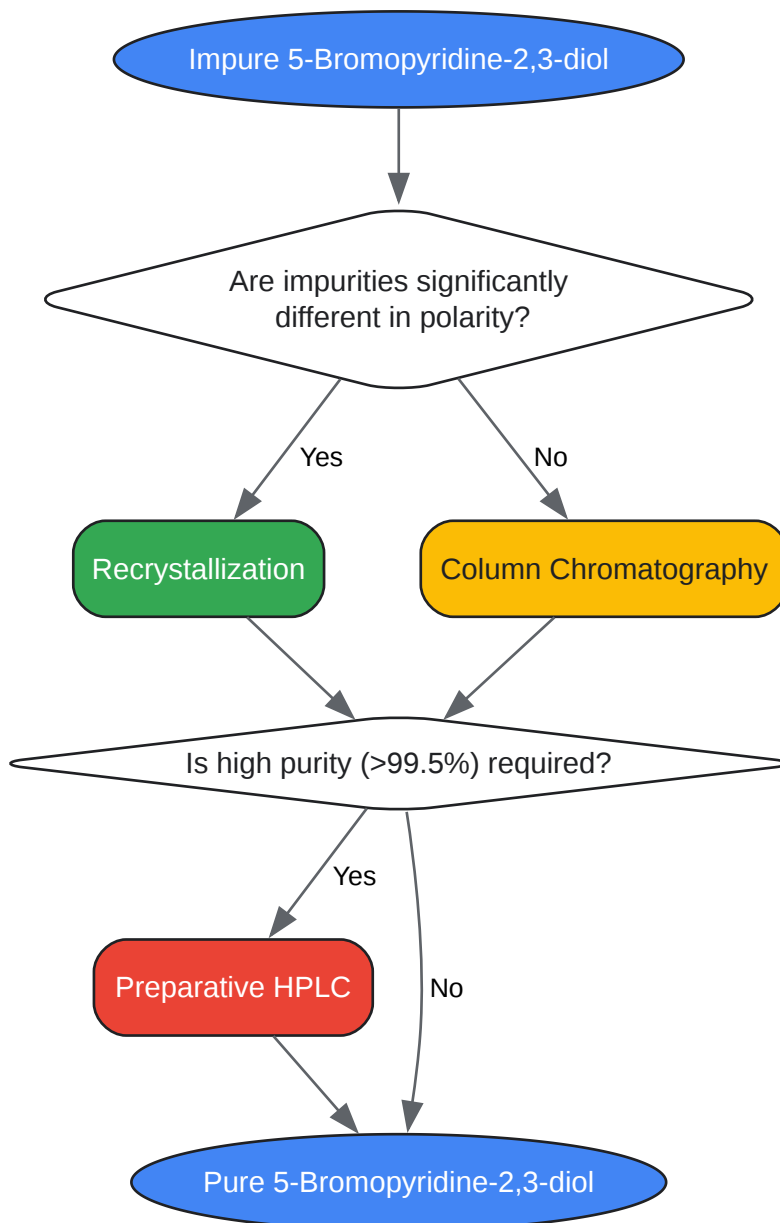 Impure 5-Bromopyridine-2,3-diol
Are impurities significantly
different in polarity?
Yes
No
Recrystallization
Column Chromatography
Is high purity (>99.5%) required?
Yes
Preparative HPLC
No
Pure 5-Bromopyridine-2,3-diol